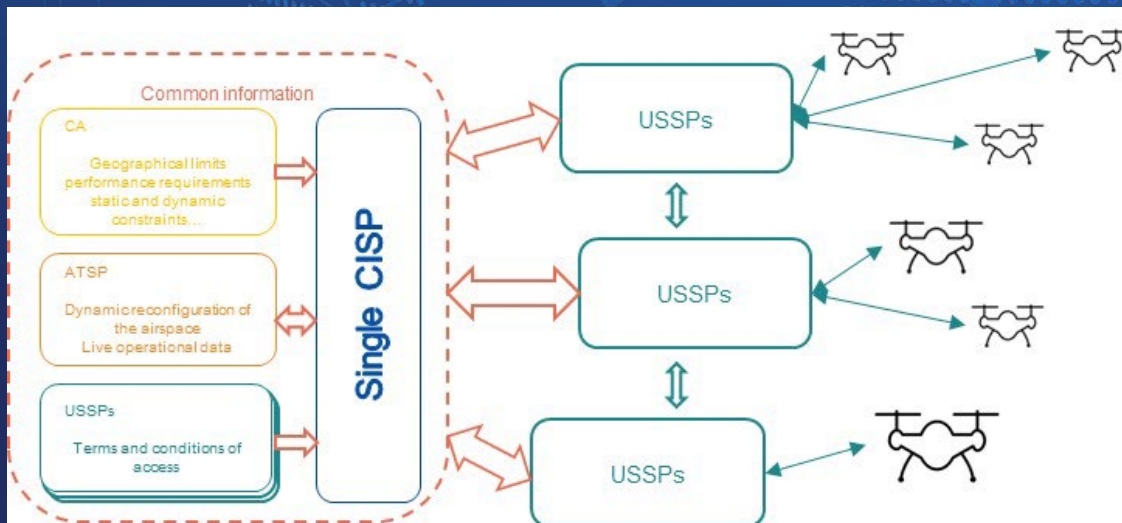 Common information
CA
Geographical limits
performance requirements
static and dynamic
constraints...
ATSP
Dynamic reconfiguration of
the airspace
Live operational data
USSPs
Terms and conditions of
access
Single CISP
USSPs
USSPs
USSPs